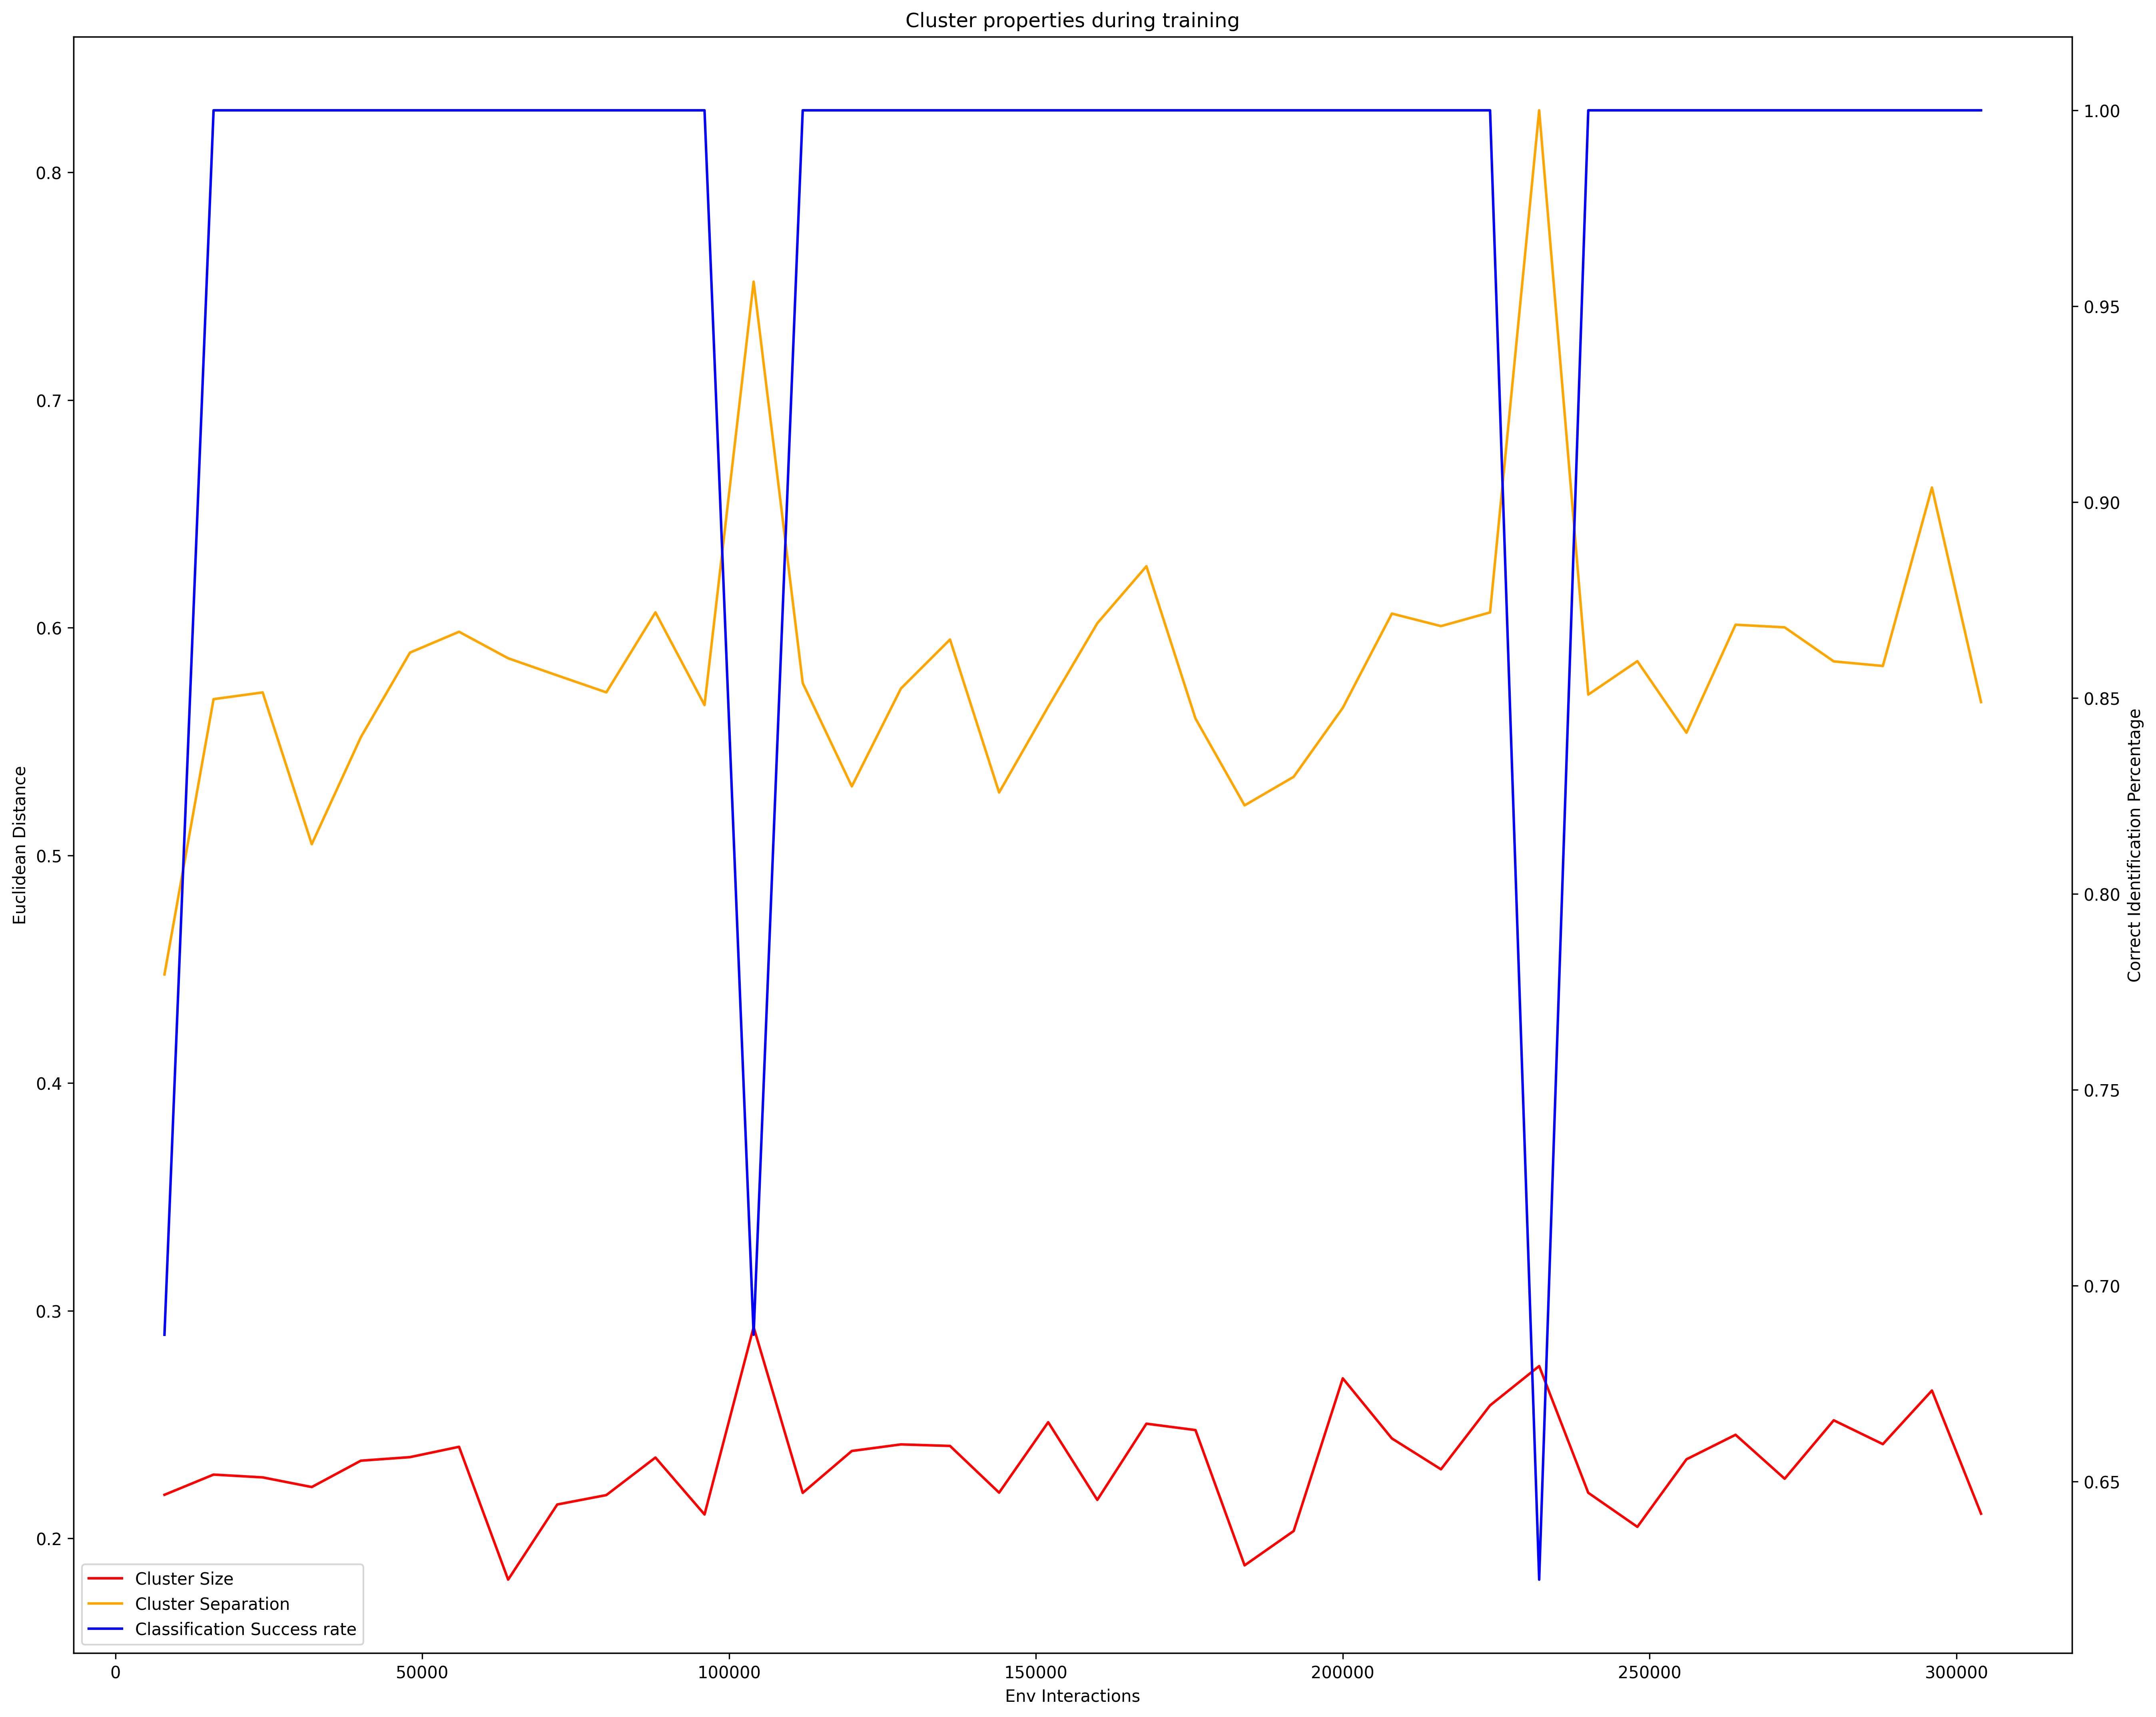 Cluster properties during training
0.8
0.7
0.6
0.5
0.4
0.3
0.2
Euclidean Distance
1.00
0.95
0.90
0.85
0.80
0.75
0.70
0.65
Correct Identification Percentage
Cluster Size
Cluster Separation
Classification Success rate
0 50000 100000 150000 200000 250000 300000
Env Interactions